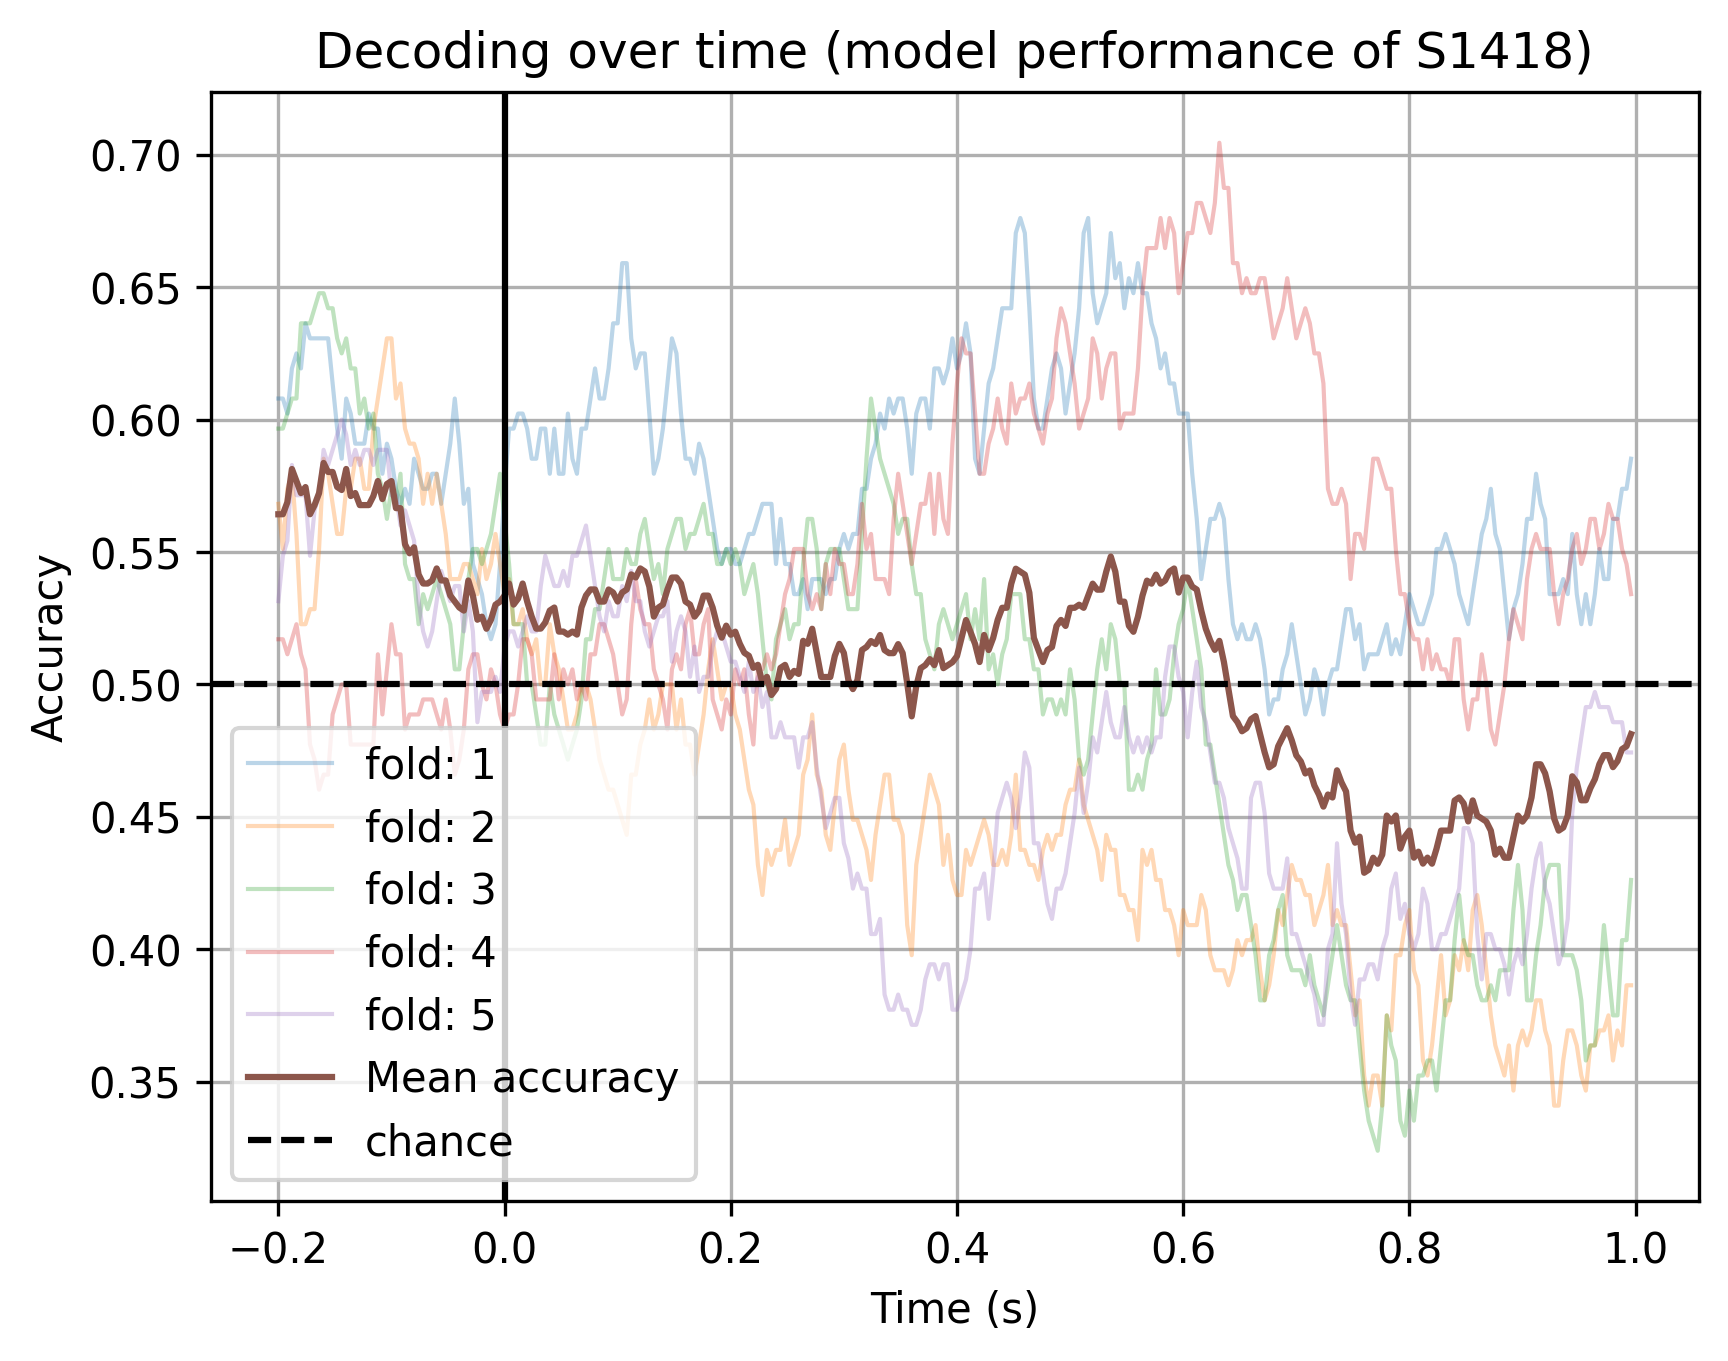 Decoding over time (model performance of S1418)
Accuracy
0.70
0.65
0.60
0.55
0.50
0.45
0.40
0.35
fold: 1
fold: 2
fold: 3
fold: 4
fold: 5
Mean accuracy
chance
−0.2 0.0 0.2 0.4 0.6 0.8 1.0
Time (s)